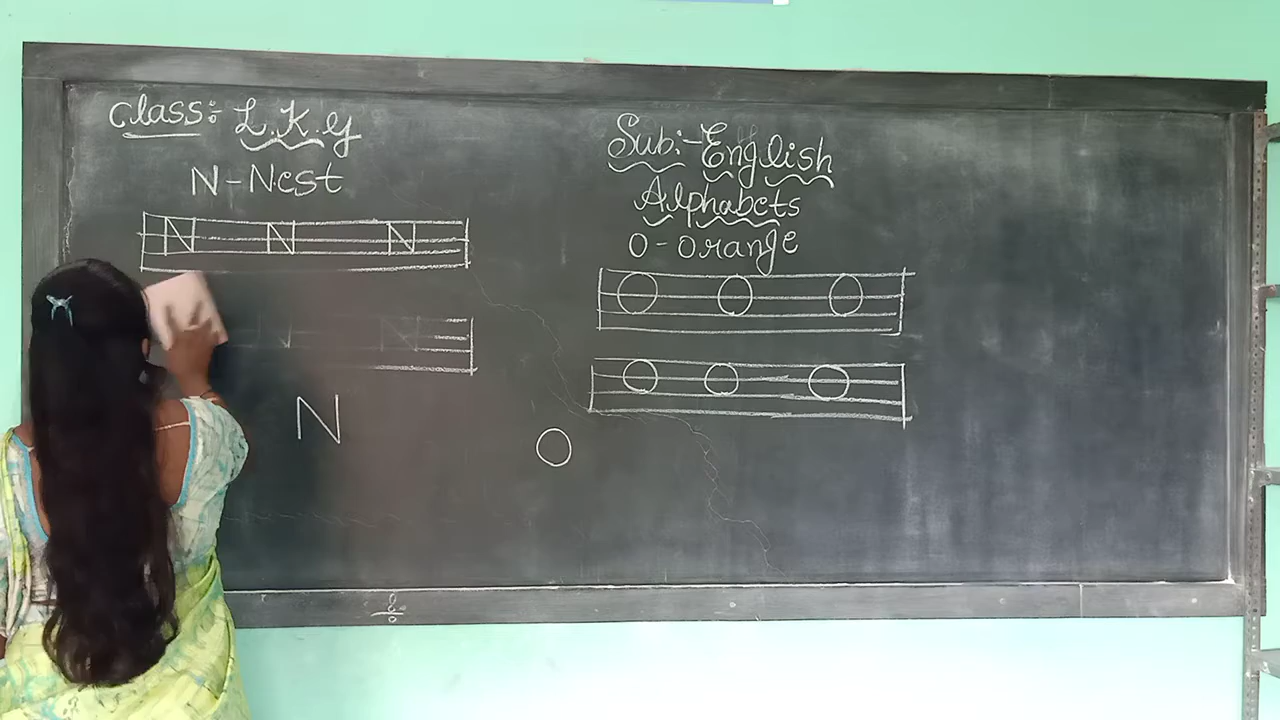 Class:- L.K.G
N-Nest
N N N
N N
N
Sub:-English
Alphabets
O-Orange
O O O
O O O
O